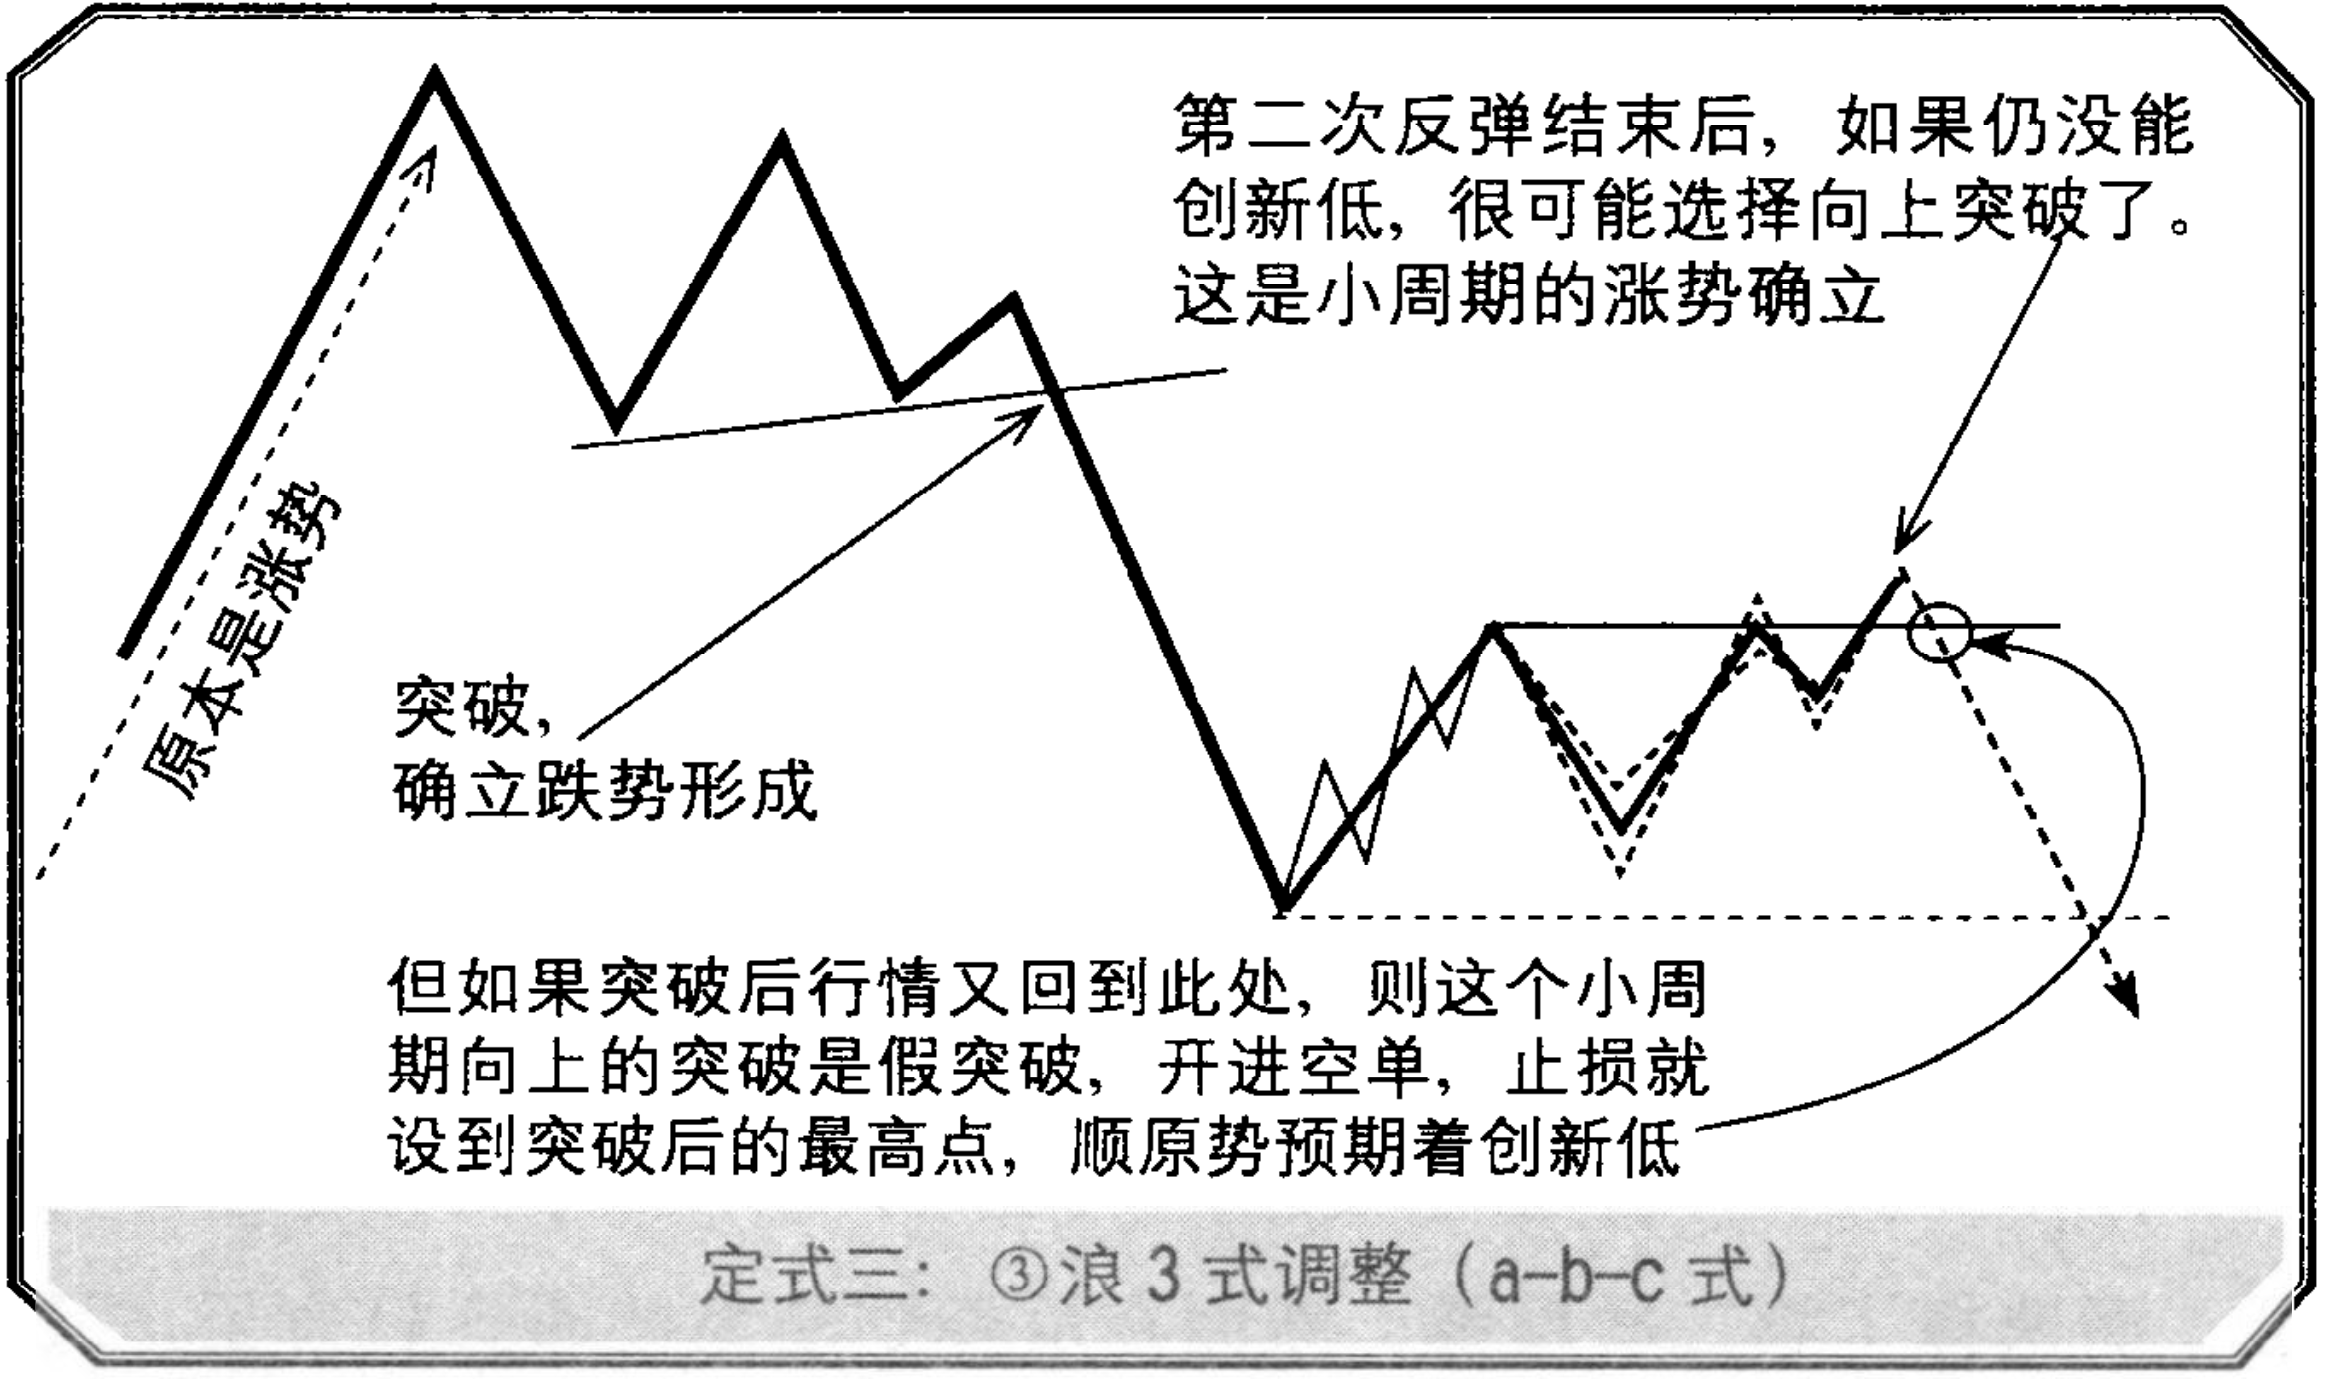 第二次反弹结束后，如果仍没能
创新低，很可能选择向上突破了。
这是小周期的涨势确立
原本是涨势
突破，
确立跌势形成
但如果突破后行情又回到此处，则这个小周
期向上的突破是假突破，开进空单，止损就
设到突破后的最高点，顺原势预期着创新低
定式三：③浪3式调整（a-b-c式）